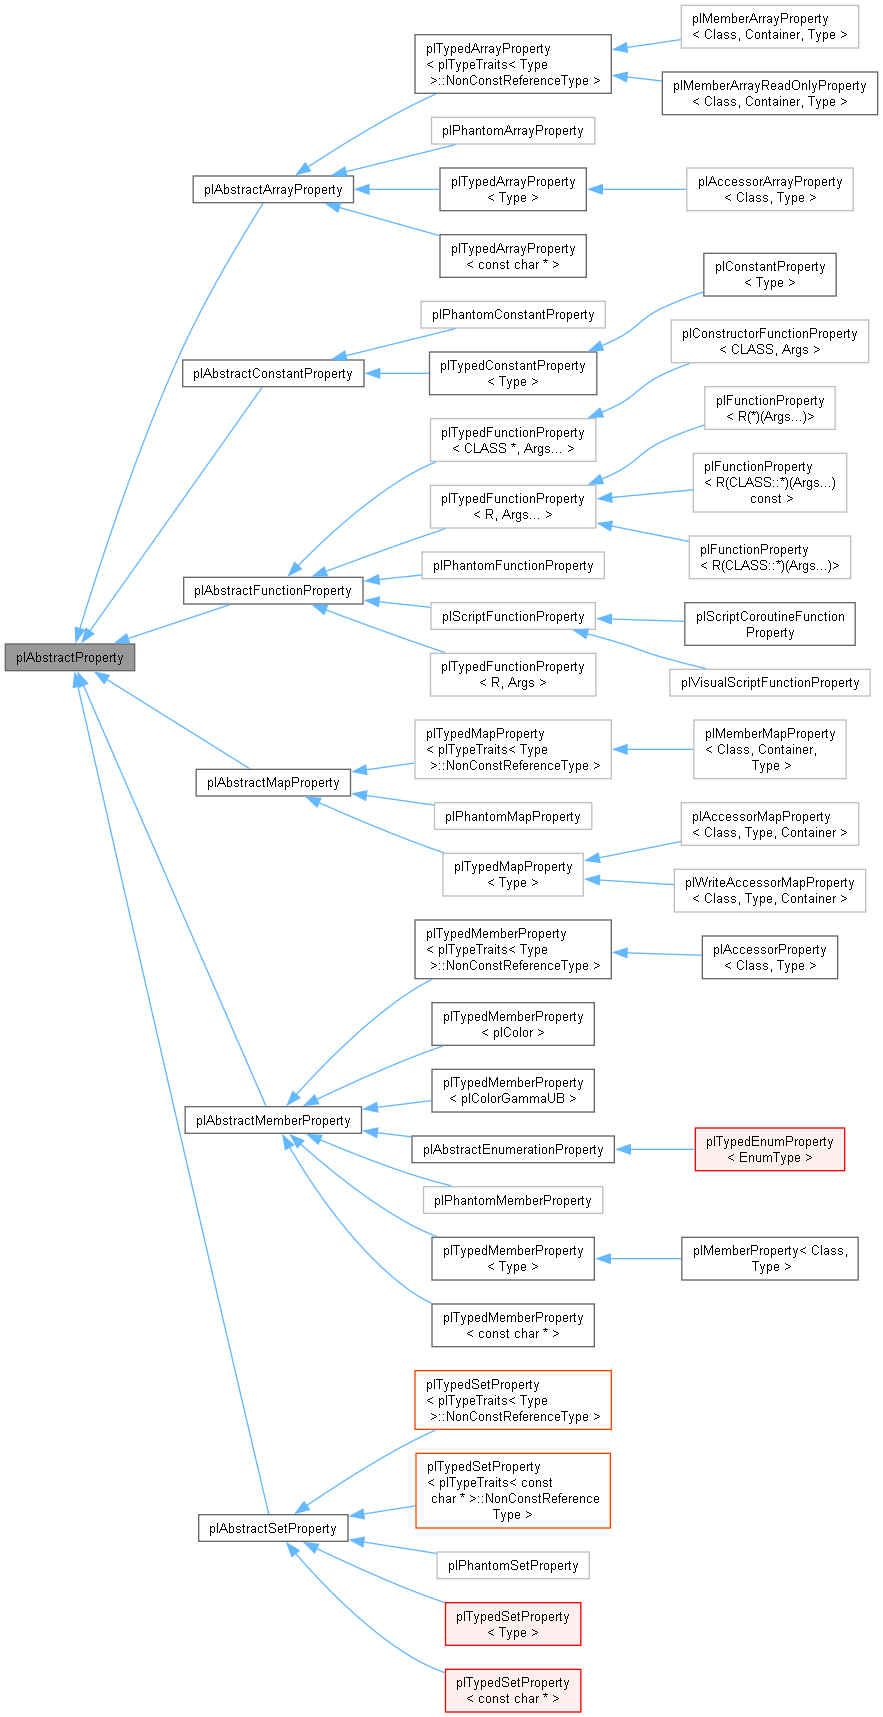 plMemberArrayProperty
< Class, Container, Type >
plTypedArrayProperty
< plTypeTraits< Type
>::NonConstReferenceType >
plMemberArrayReadOnlyProperty
< Class, Container, Type >
plPhantomArrayProperty
plAbstractArrayProperty
plTypedArrayProperty
< Type >
plAccessorArrayProperty
< Class, Type >
plTypedArrayProperty
< const char * >
plConstantProperty
< Type >
plPhantomConstantProperty
plAbstractConstantProperty
plTypedConstantProperty
< Type >
plConstructorFunctionProperty
< CLASS, Args >
plTypedFunctionProperty
< CLASS *, Args... >
plFunctionProperty
< R(*)(Args...)>
plTypedFunctionProperty
< R, Args... >
plFunctionProperty
< R(CLASS::*)(Args...)
const >
plFunctionProperty
< R(CLASS::*)(Args...)>
plPhantomFunctionProperty
plAbstractFunctionProperty
plScriptFunctionProperty
plScriptCoroutineFunction
Property
plAbstractProperty
plTypedFunctionProperty
< R, Args >
plVisualScriptFunctionProperty
plTypedMapProperty
< plTypeTraits< Type
>::NonConstReferenceType >
plMemberMapProperty
< Class, Container,
Type >
plAbstractMapProperty
plPhantomMapProperty
plAccessorMapProperty
< Class, Type, Container >
plTypedMapProperty
< Type >
plWriteAccessorMapProperty
< Class, Type, Container >
plTypedMemberProperty
< plTypeTraits< Type
>::NonConstReferenceType >
plAccessorProperty
< Class, Type >
plTypedMemberProperty
< plColor >
plTypedMemberProperty
< plColorGammaUB >
plAbstractMemberProperty
plAbstractEnumerationProperty
plTypedEnumProperty
< EnumType >
plPhantomMemberProperty
plTypedMemberProperty
< Type >
plMemberProperty< Class,
Type >
plTypedMemberProperty
< const char * >
plTypedSetProperty
< plTypeTraits< Type
>::NonConstReferenceType >
plTypedSetProperty
< plTypeTraits< const
char * >::NonConstReference
Type >
plAbstractSetProperty
plPhantomSetProperty
plTypedSetProperty
< Type >
plTypedSetProperty
< const char * >